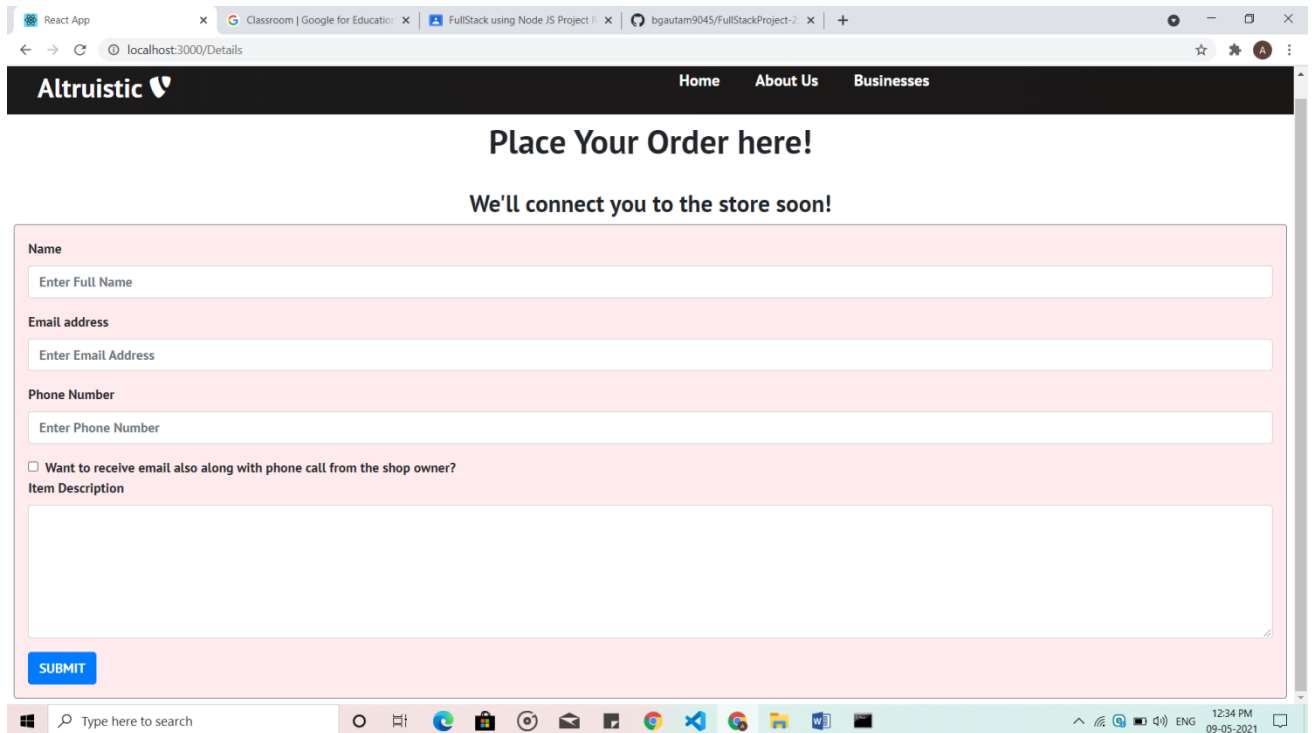 React App
Classroom | Google for Education
FullStack using Node JS Project R
bgautam9045/FullStackProject-2
localhost:3000/Details
A
Altruistic
Home About Us Businesses
Place Your Order here!
We'll connect you to the store soon!
Name
Enter Full Name
Email address
Enter Email Address
Phone Number
Enter Phone Number
Want to receive email also along with phone call from the shop owner?
Item Description
SUBMIT
Type here to search
ENG
12:34 PM
09-05-2021